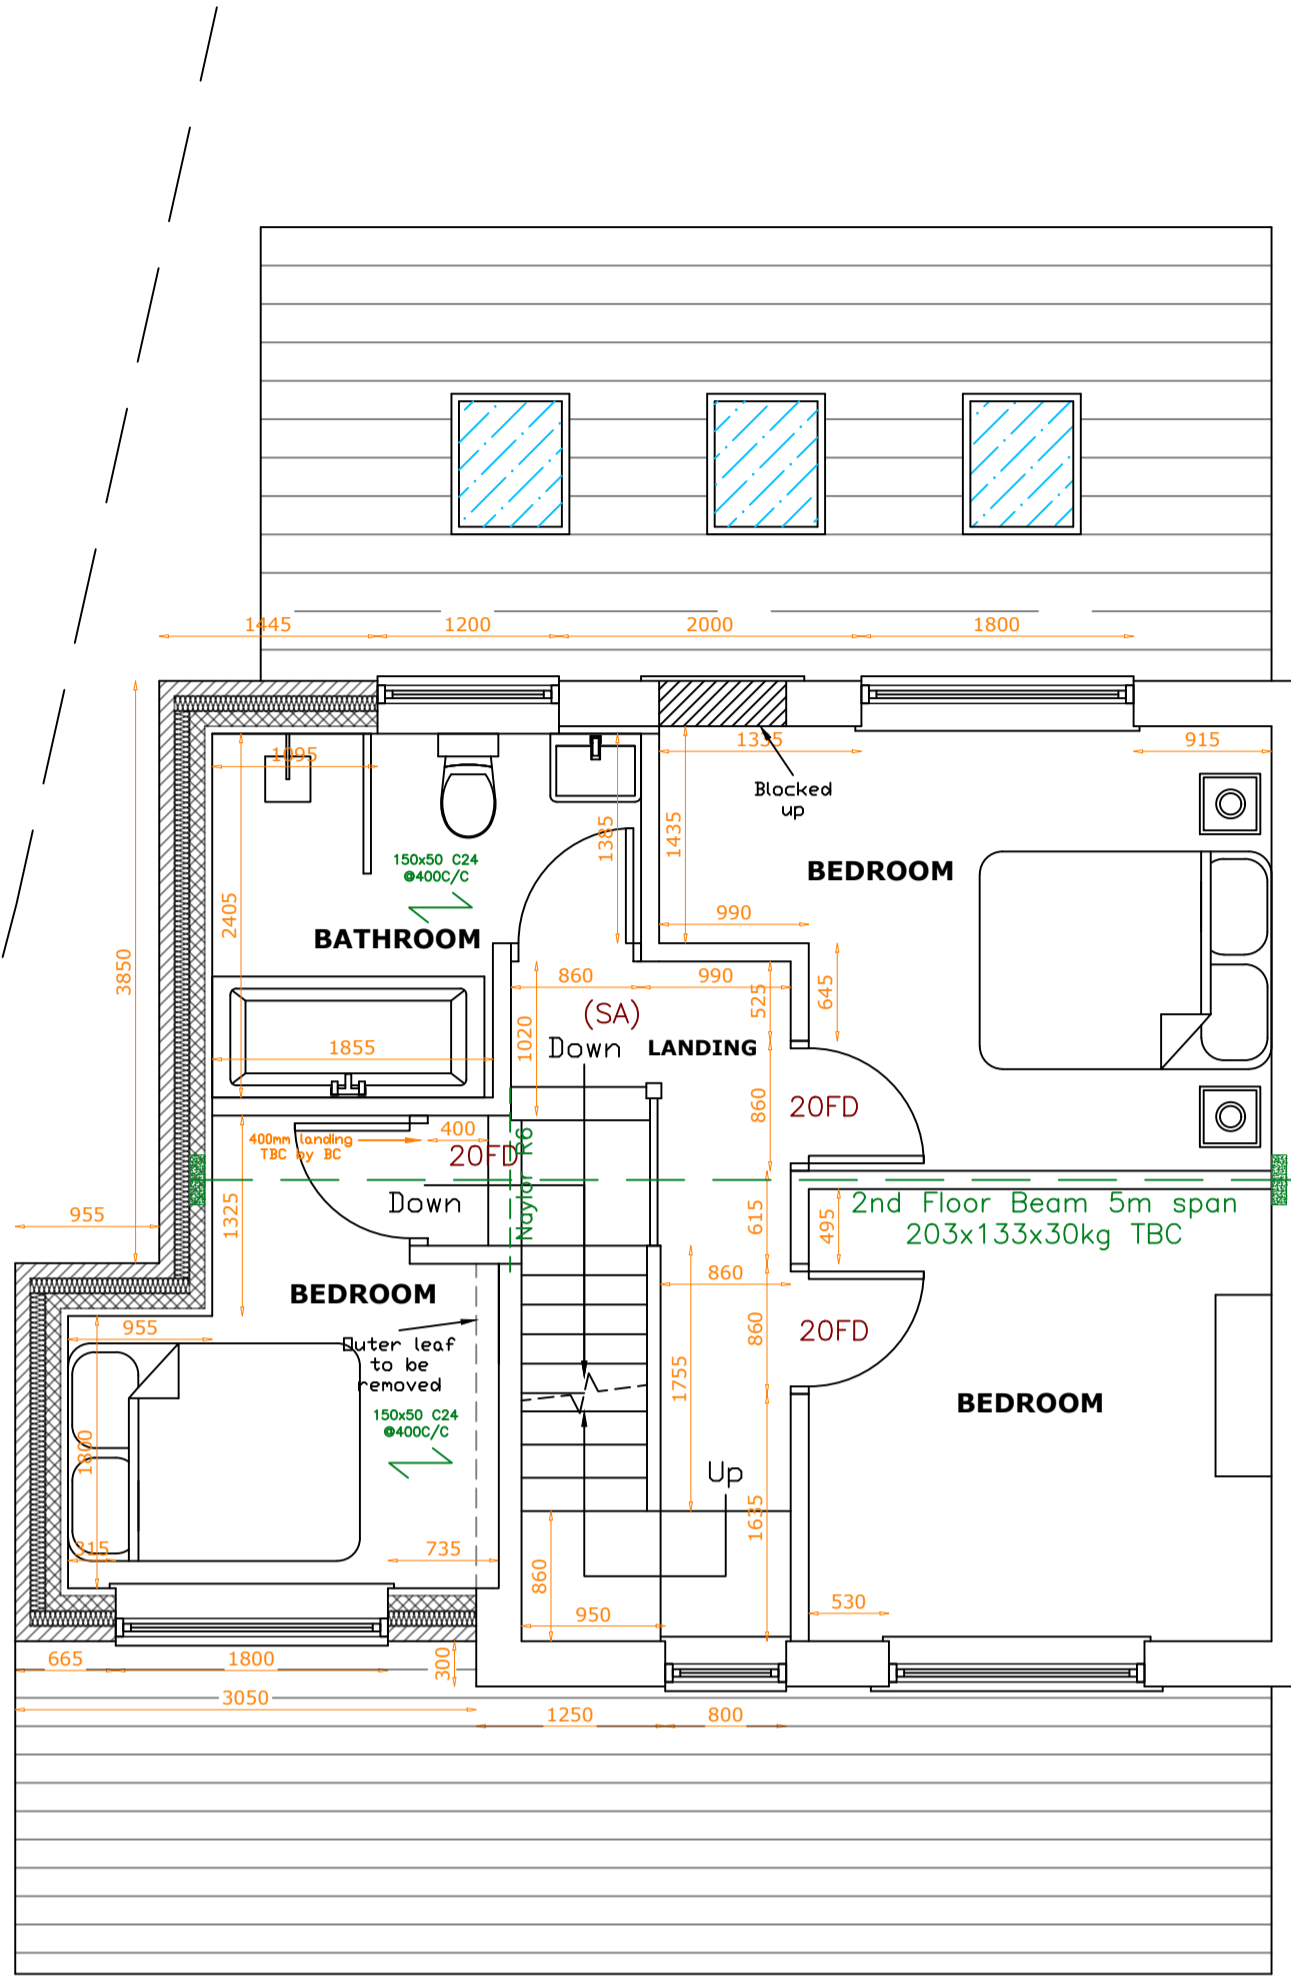 1445
1200
2000
1800
1095
1335
915
Blocked
up
1385
1435
150x50 C24
@400C/C
BEDROOM
2405
990
BATHROOM
3850
860
990
525
645
(SA)
1020
1855
Down
LANDING
860
20FD
400mm landing
TBC by BC
400
20FD
Naylor R6
Down
1325
955
615
495
2nd Floor Beam 5m span
203x133x30kg TBC
860
BEDROOM
955
Outer leaf
to be
removed
860
20FD
1755
BEDROOM
150x50 C24
@400C/C
1800
Up
1635
315
735
860
950
530
665
1800
300
3050
1250
800